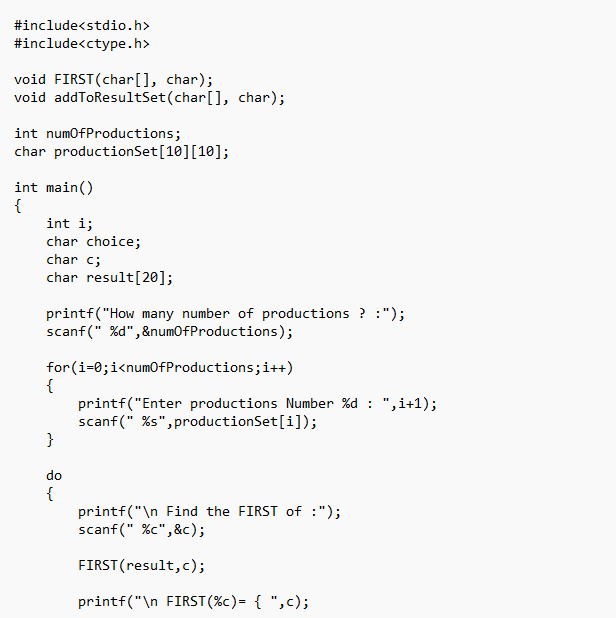 #include<stdio.h>
#include<ctype.h>

void FIRST(char[], char);
void addToResultSet(char[], char);

int numOfProductions;
char productionSet[10][10];

int main()
{
    int i;
    char choice;
    char c;
    char result[20];

    printf("How many number of productions ? :");
    scanf(" %d",&numOfProductions);

    for(i=0;i<numOfProductions;i++)
    {
        printf("Enter productions Number %d : ",i+1);
        scanf(" %s",productionSet[i]);
    }

    do
    {
        printf("\n Find the FIRST of :");
        scanf(" %c",&c);

        FIRST(result,c);

        printf("\n FIRST(%c)= { ",c);